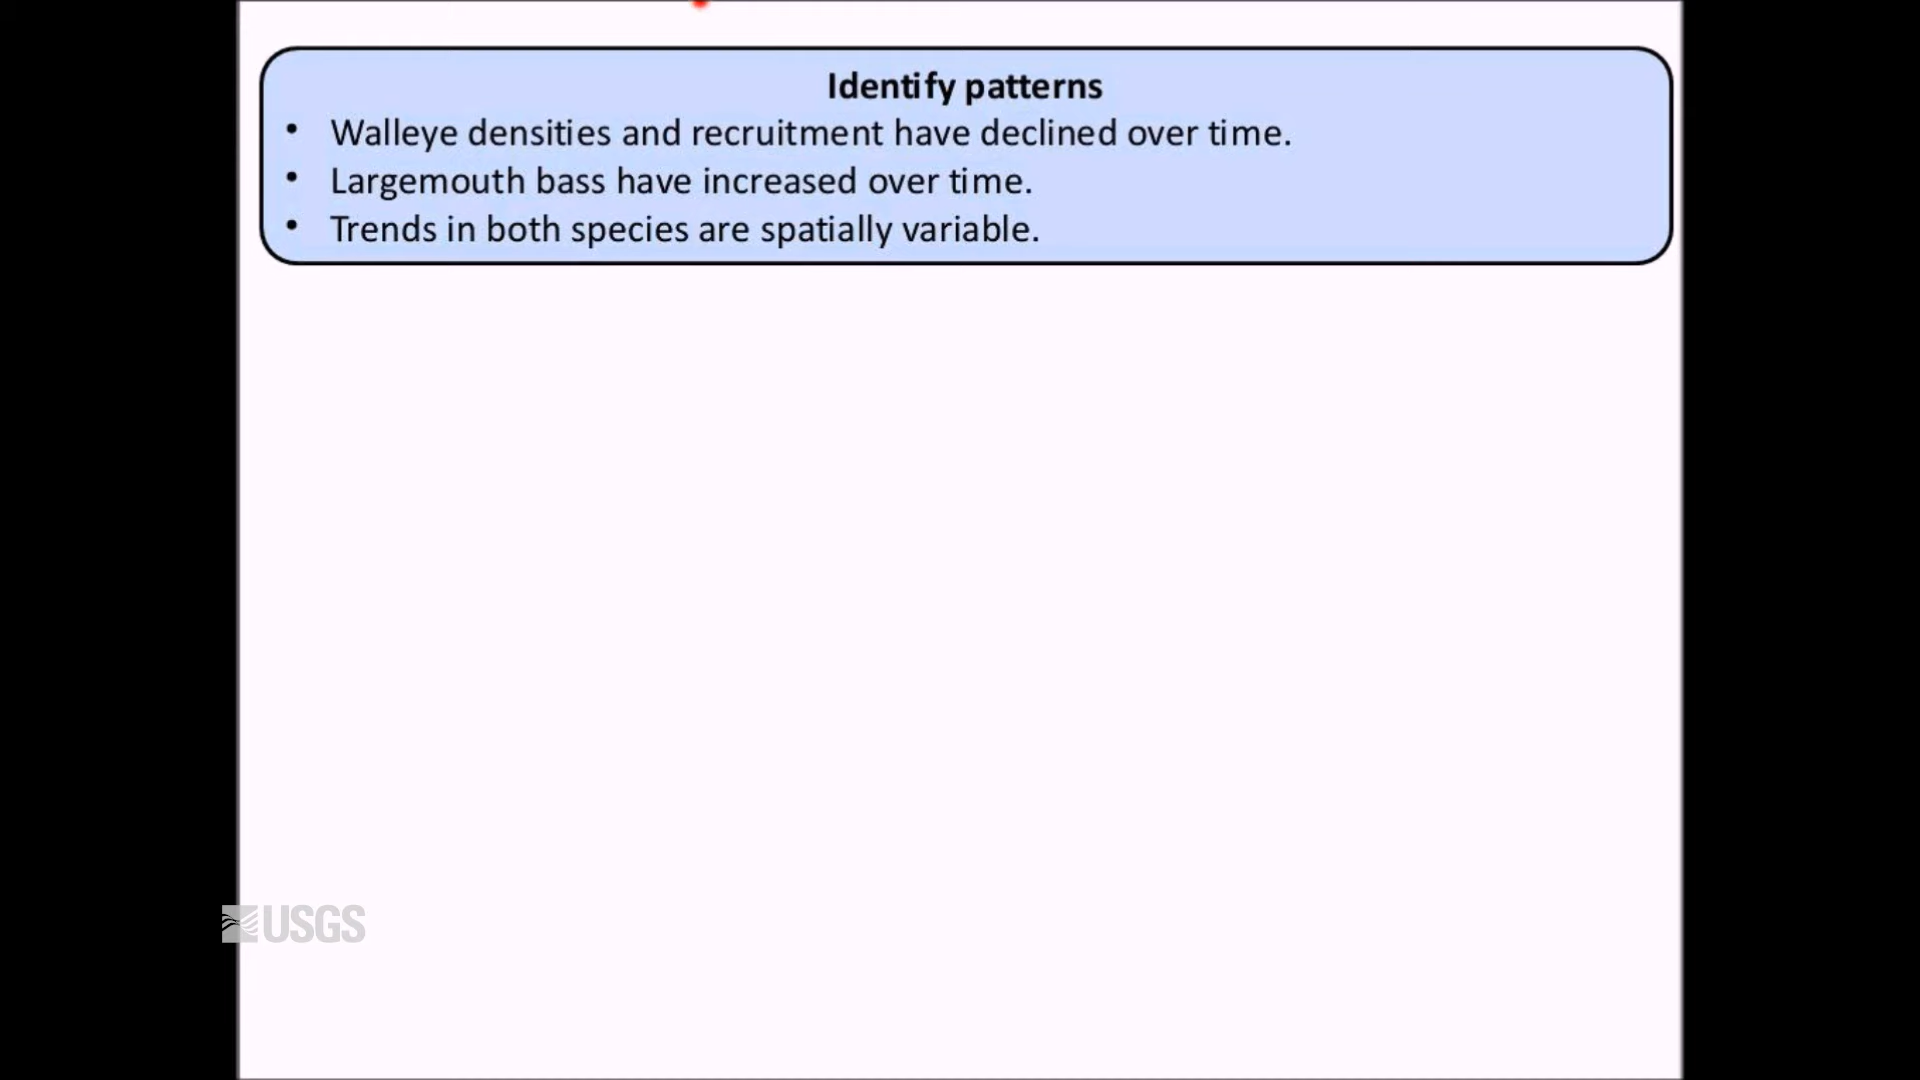 Identify patterns
• Walleye densities and recruitment have declined over time.
• Largemouth bass have increased over time.
• Trends in both species are spatially variable.
USGS